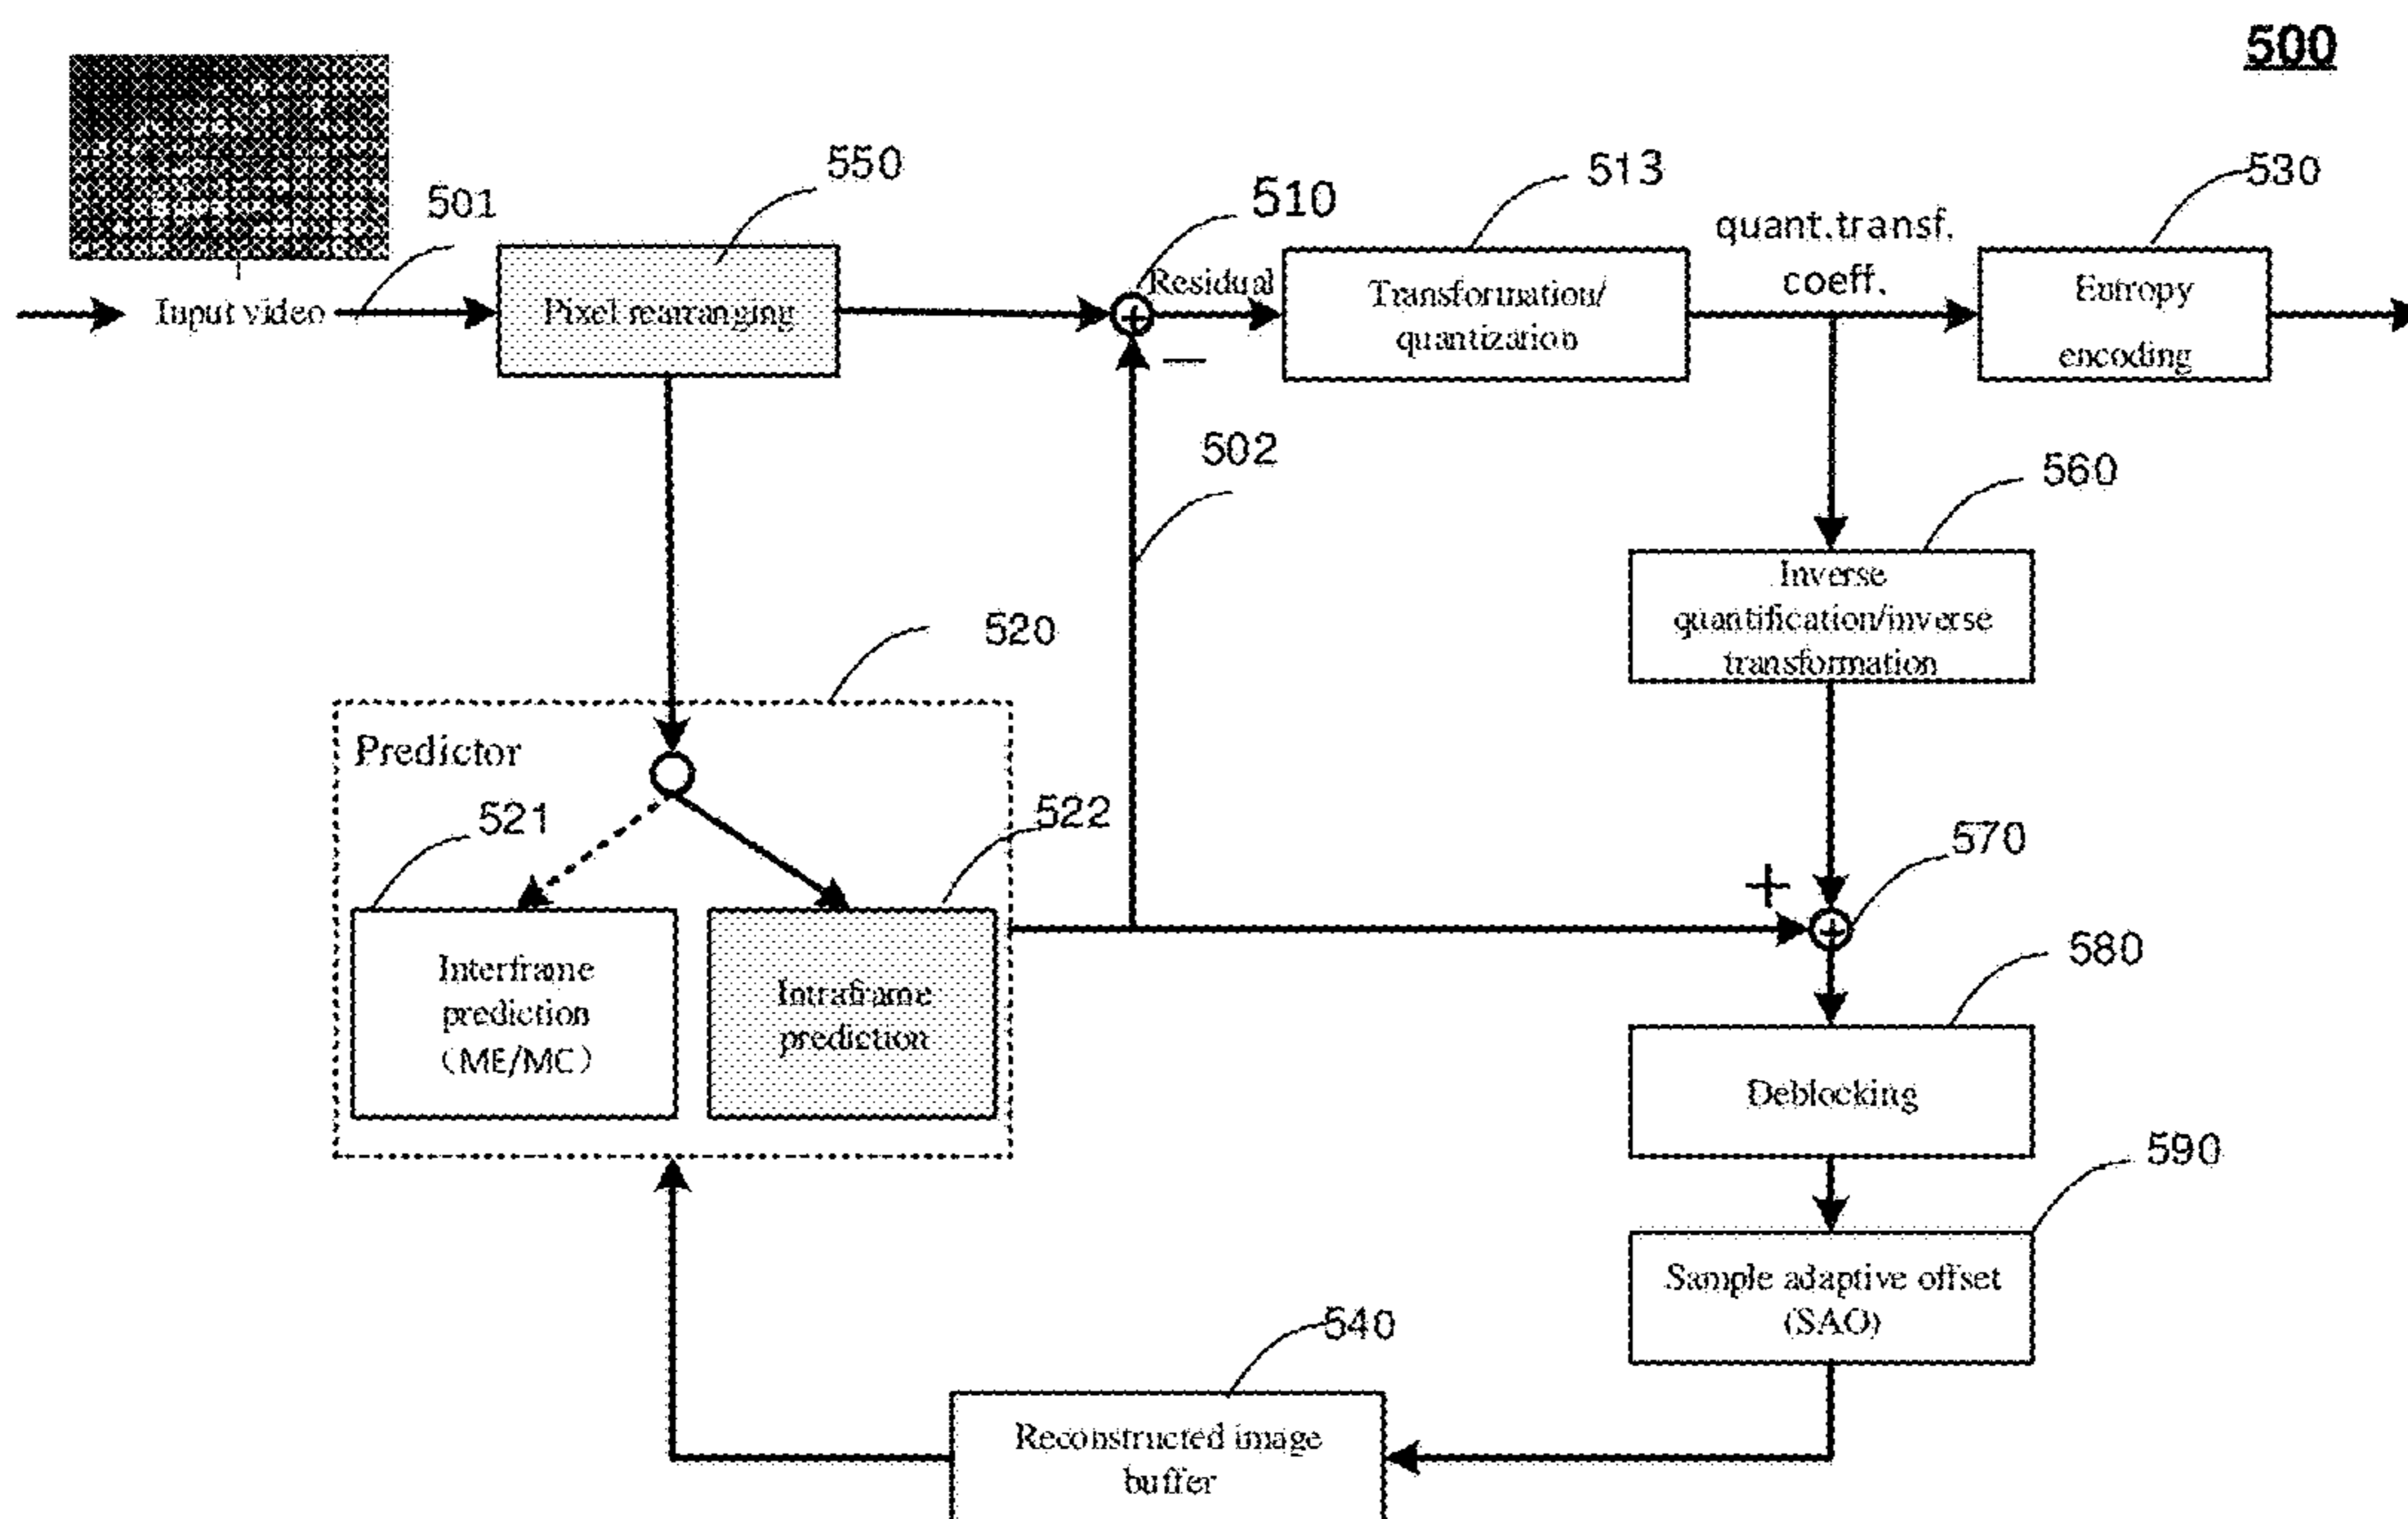 500
550
513
530
501
510
quant.transf.
coeff.
Residual
Input video
Pixel rearranging
+
Transformation/
quantization
Entropy
encoding
—
502
560
Inverse
quantification/inverse
transformation
520
Predictor
521
522
570
+
+
580
Interframe
prediction
(ME/MC)
Intraframe
prediction
Deblocking
590
Sample adaptive offset
(SAO)
540
Reconstructed image
buffer